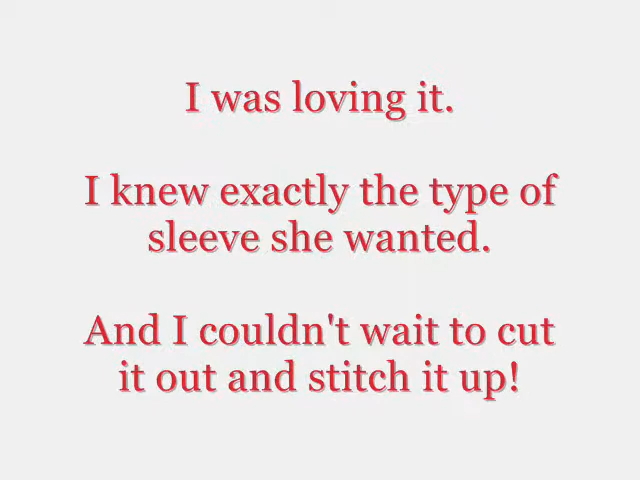 I was loving it.
I knew exactly the type of
sleeve she wanted.
And I couldn't wait to cut
it out and stitch it up!